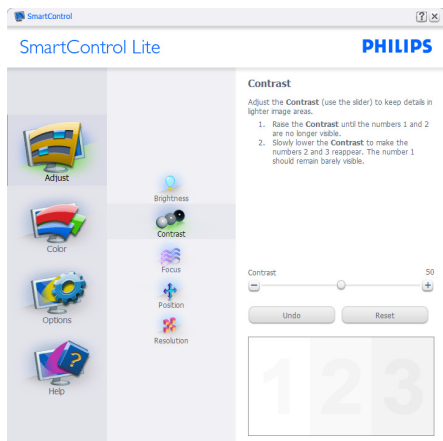 SmartControl
? x
SmartControl Lite
PHILIPS
Adjust
Color
Options
Help
Brightness
Contrast
Focus
Position
Resolution
Contrast
Adjust the Contrast (use the slider) to keep details in
lighter image areas.
1. Raise the Contrast until the numbers 1 and 2
are no longer visible.
2. Slowly lower the Contrast to make the
numbers 2 and 3 reappear. The number 1
should remain barely visible.
Contrast 50
− +
Undo Reset
1 2 3